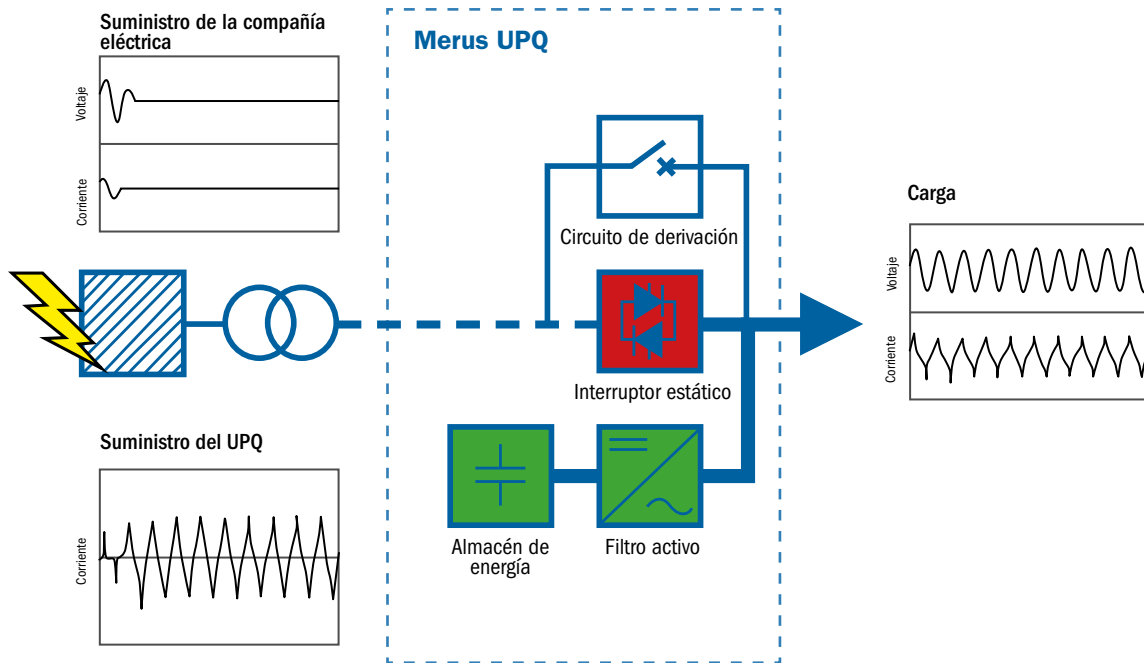 Suministro de la compañía
eléctrica
Voltaje
Corriente
Merus UPQ
Circuito de derivación
Interruptor estático
Almacén de
energía
Filtro activo
Suministro del UPQ
Corriente
Carga
Voltaje
Corriente